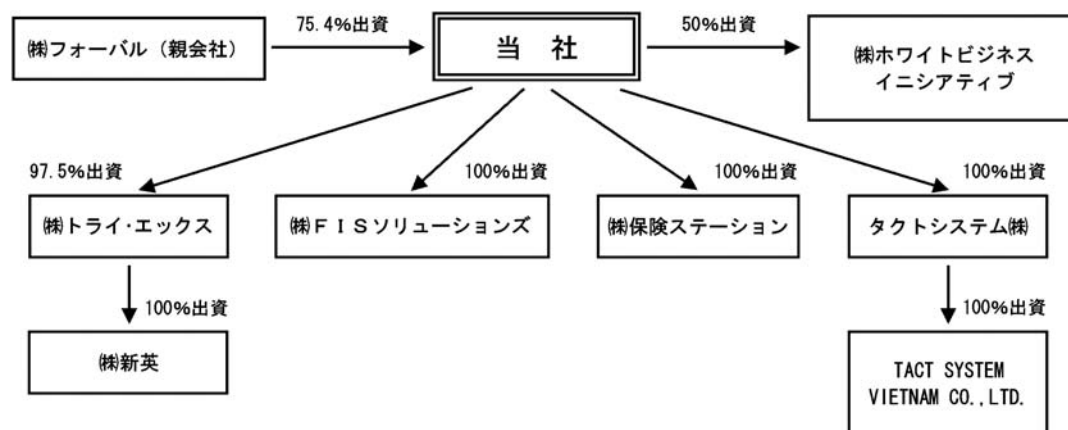 ㈱フォーバル（親会社）
75.4%出資
当 社
50%出資
㈱ホワイトビジネス
イニシアティブ
97.5%出資
100%出資
100%出資
100%出資
㈱トライ・エックス
㈱ＦＩＳソリューションズ
㈱保険ステーション
タクトシステム㈱
100%出資
100%出資
㈱新英
TACT SYSTEM
VIETNAM CO.,LTD.